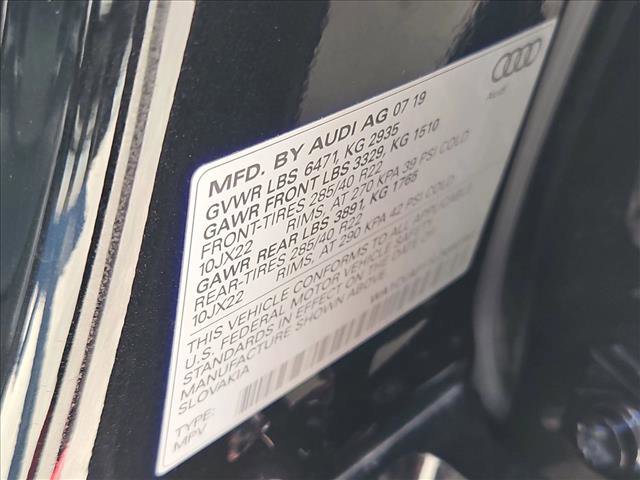 Audi
MFD. BY AUDI AG 07 19
GVWR LBS 6471, KG 2935
GAWR FRONT LBS 3329, KG 1510
FRONT-TIRES 285/40 R22
10JX22 RIMS, AT 270 KPA 39 PSI COLD
GAWR REAR LBS 3891, KG 1765
REAR-TIRES 285/40 R22
10JX22 RIMS, AT 290 KPA 42 PSI COLD
THIS VEHICLE CONFORMS TO ALL APPLICABLE
U.S. FEDERAL MOTOR VEHICLE SAFETY
STANDARDS IN EFFECT ON THE DATE OF
MANUFACTURE SHOWN ABOVE
SLOVAKIA
TYPE:
MPV